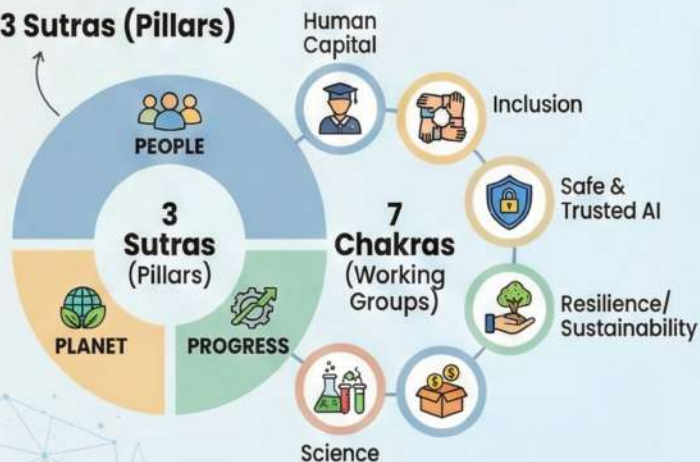 3 Sutras (Pillars)
PEOPLE
3
Sutras
(Pillars)
PLANET
PROGRESS
7
Chakras
(Working
Groups)
Human
Capital
Inclusion
Safe &
Trusted AI
Resilience/
Sustainability
Science
$
$